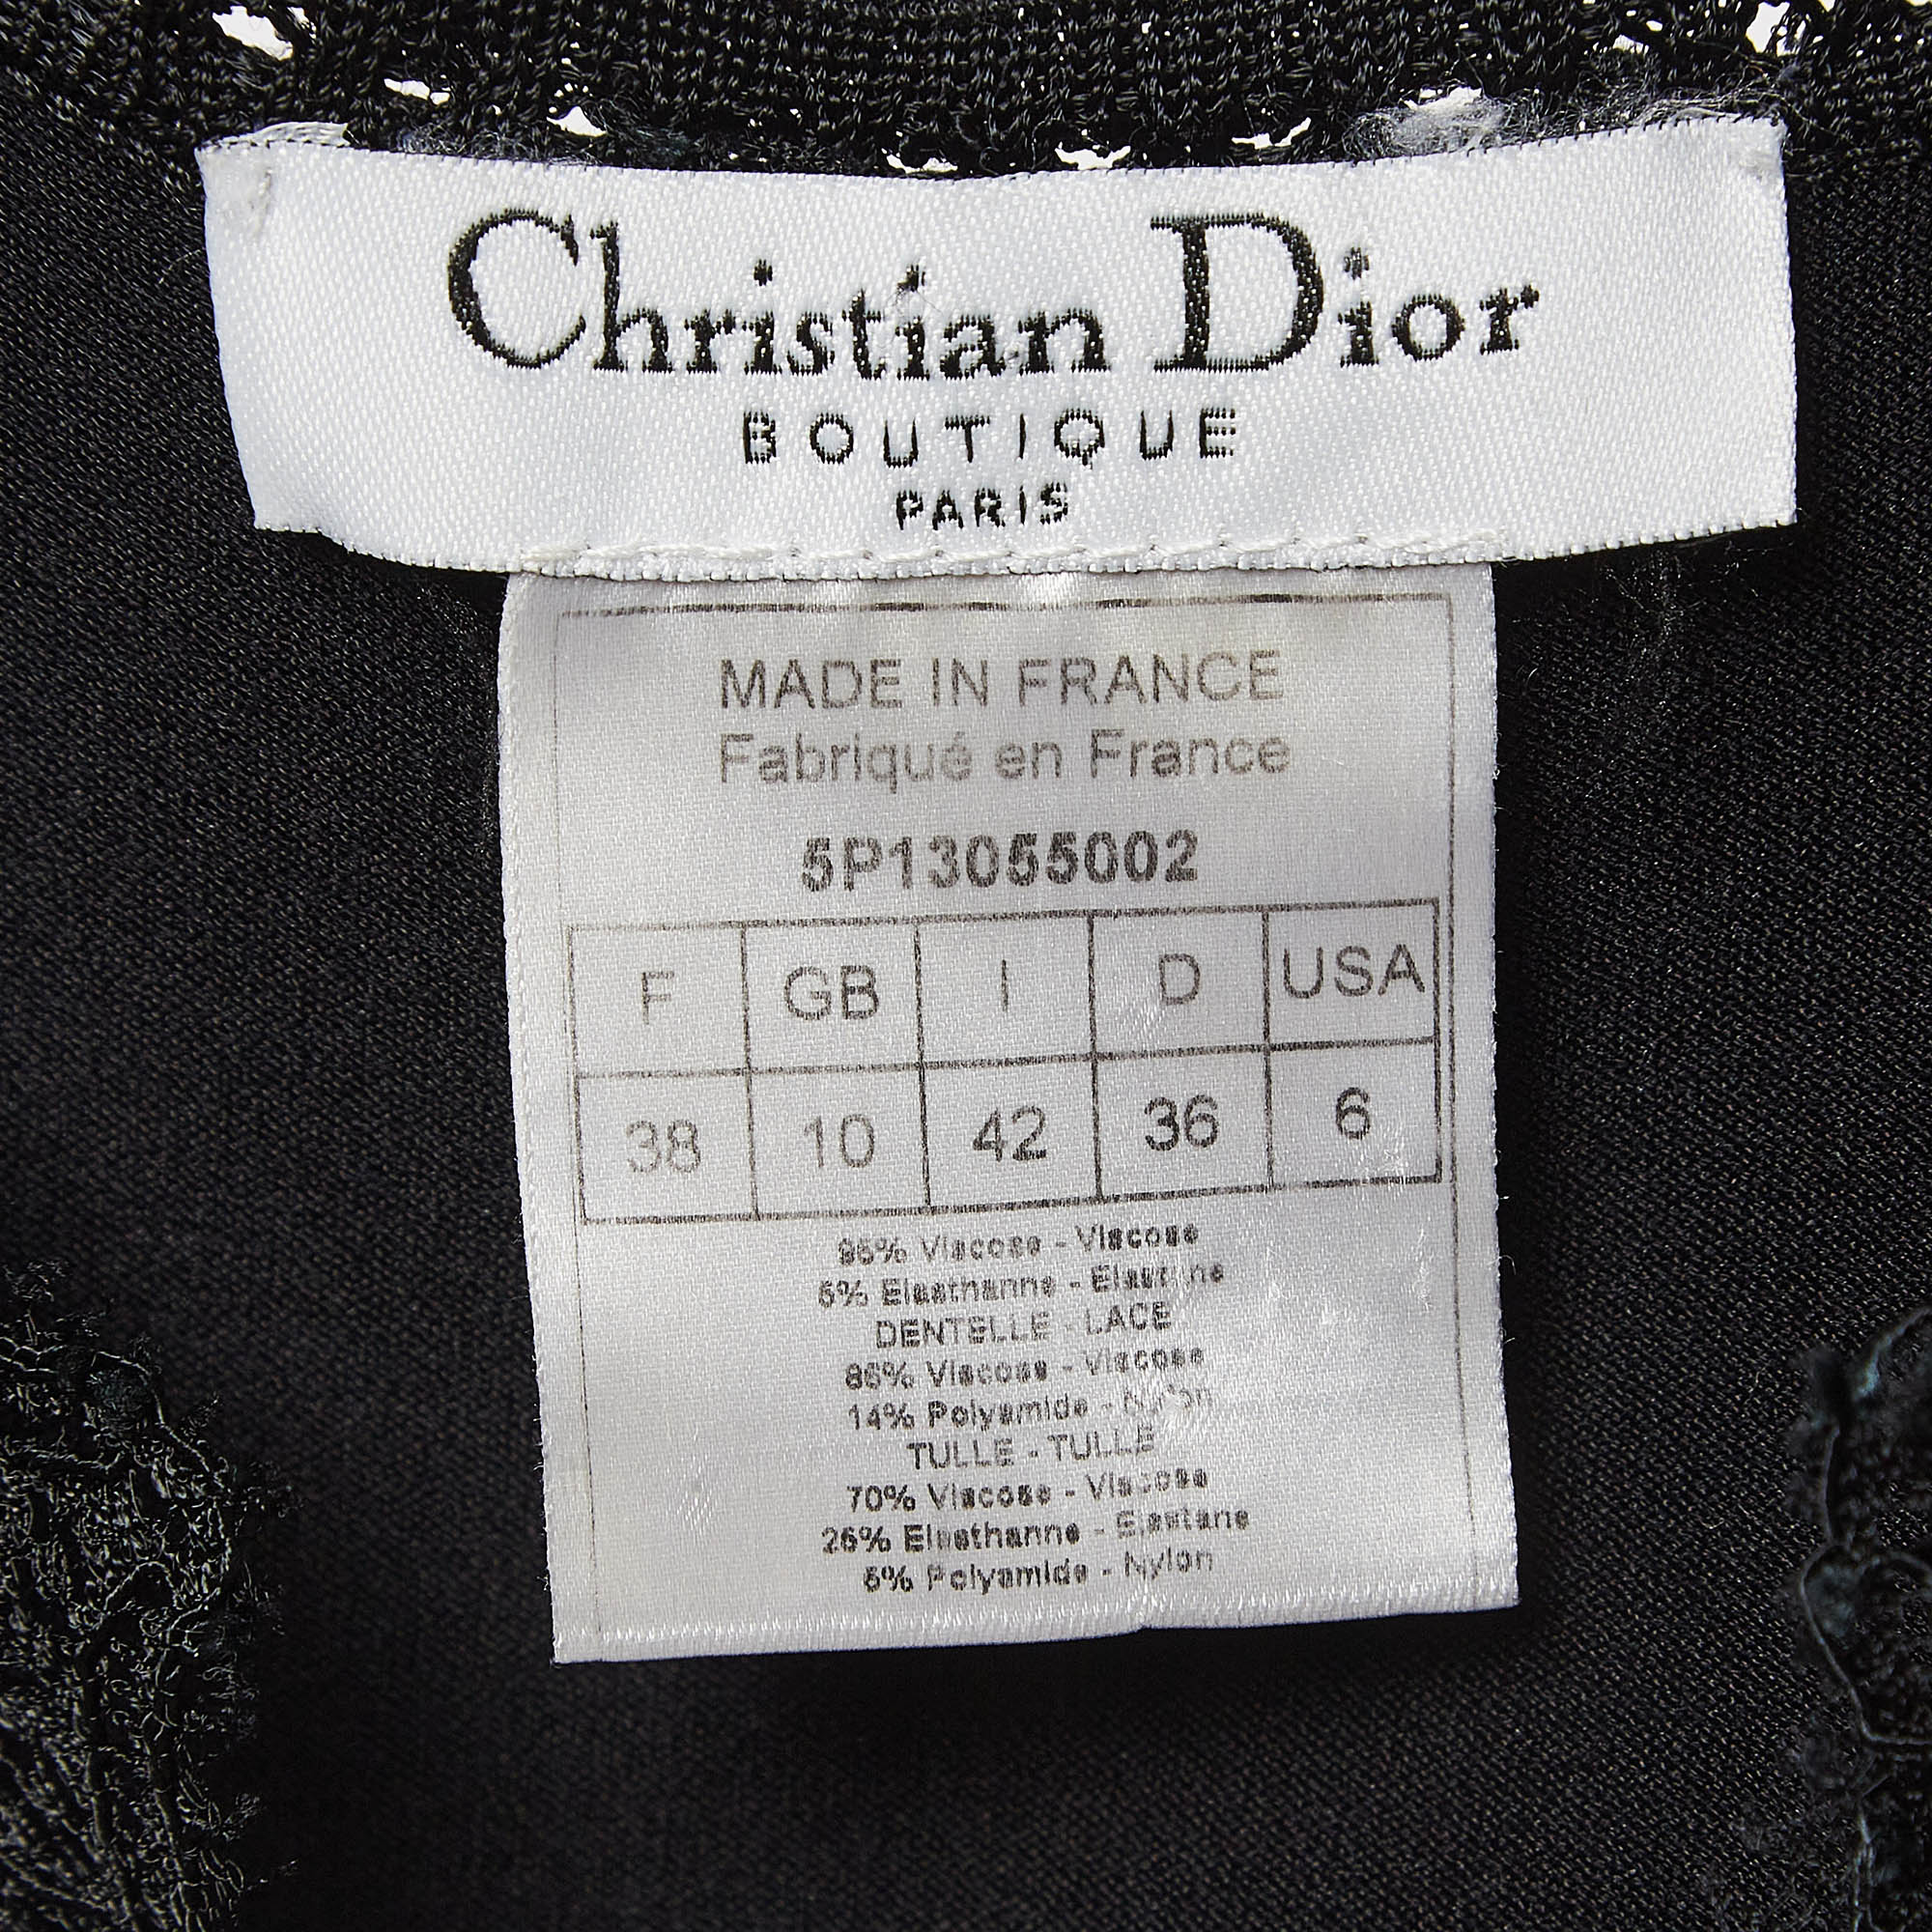 Christian Dior
BOUTIQUE
PARIS
MADE IN FRANCE
Fabriqué en France
5P13055002
F GB I D USA
38 10 42 36 6
95% Viscose - Viscose
5% Elasthanne - Elastane
DENTELLE - LACE
86% Viscose - Viscose
14% Polyamide - Nylon
TULLE - TULLE
70% Viscose - Viscose
25% Elasthanne - Elastane
5% Polyamide - Nylon